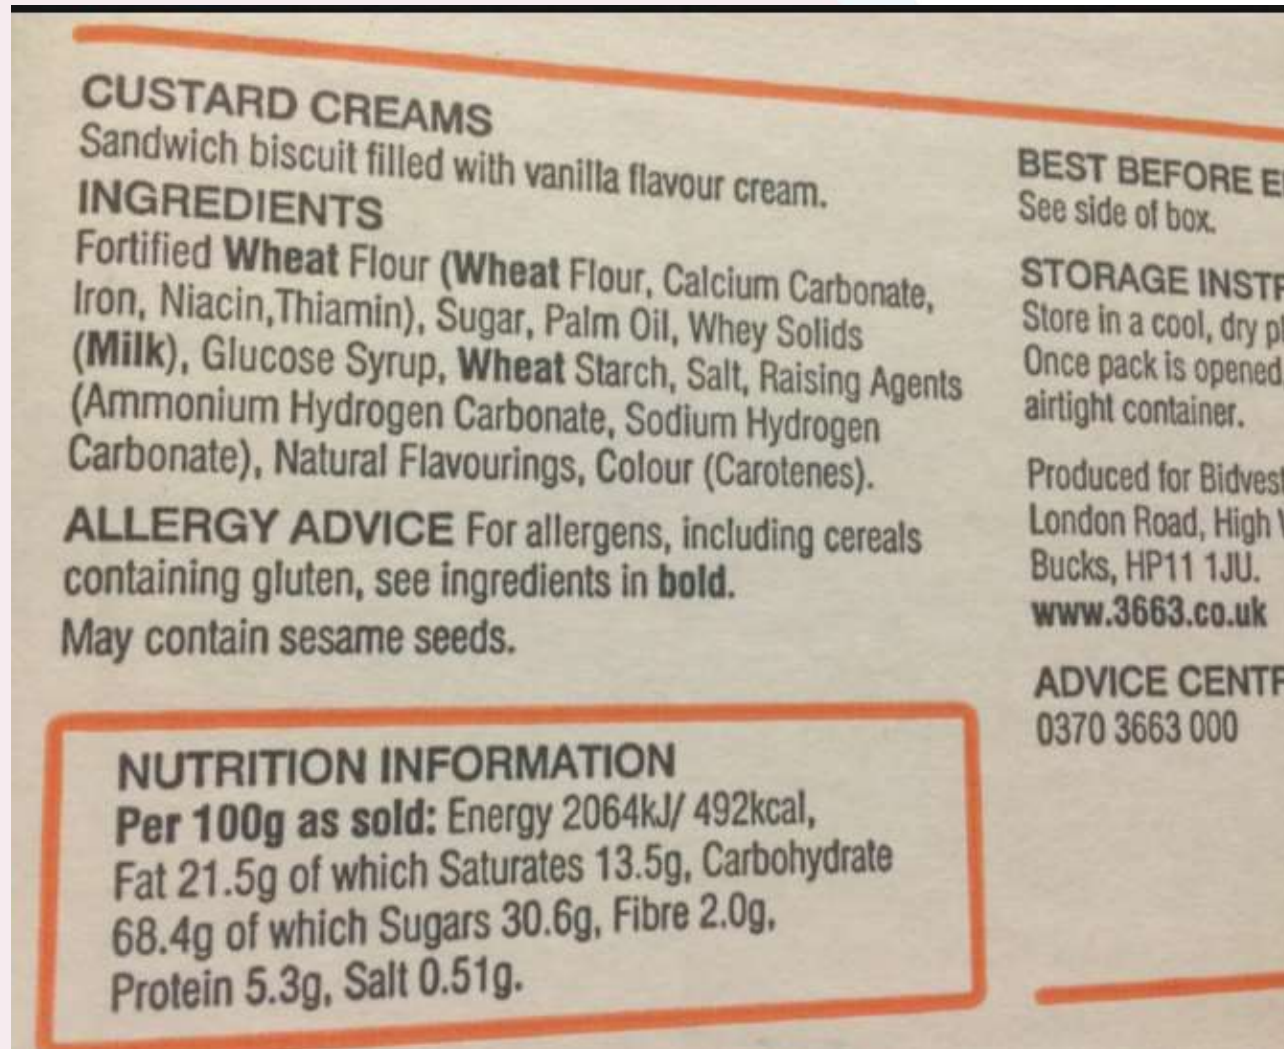 CUSTARD CREAMS
Sandwich biscuit filled with vanilla flavour cream.
INGREDIENTS
Fortified Wheat Flour (Wheat Flour, Calcium Carbonate,
Iron, Niacin,Thiamin), Sugar, Palm Oil, Whey Solids
(Milk), Glucose Syrup, Wheat Starch, Salt, Raising Agents
(Ammonium Hydrogen Carbonate, Sodium Hydrogen
Carbonate), Natural Flavourings, Colour (Carotenes).
ALLERGY ADVICE For allergens, including cereals
containing gluten, see ingredients in bold.
May contain sesame seeds.
NUTRITION INFORMATION
Per 100g as sold: Energy 2064kJ/ 492kcal,
Fat 21.5g of which Saturates 13.5g, Carbohydrate
68.4g of which Sugars 30.6g, Fibre 2.0g,
Protein 5.3g, Salt 0.51g.
BEST BEFORE
See side of box.
STORAGE
Store in a cool, dry
Once pack is opened
airtight container.
Produced for Bidvest
London Road, High
Bucks, HP11 1JU.
www.3663.co.uk
ADVICE
0370 3663 000